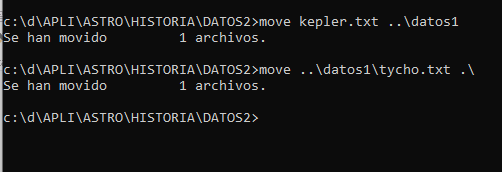 c:\d\APLI\ASTRO\HISTORIA\DATOS2>move kepler.txt ..\datos1
Se han movido         1 archivos.
c:\d\APLI\ASTRO\HISTORIA\DATOS2>move ..\datos1\tycho.txt .\
Se han movido         1 archivos.
c:\d\APLI\ASTRO\HISTORIA\DATOS2>